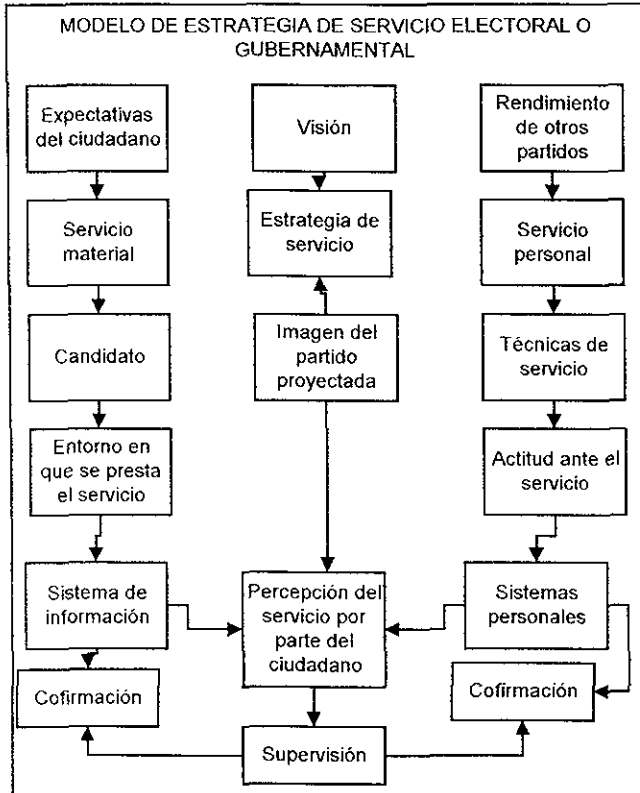 MODELO DE ESTRATEGIA DE SERVICIO ELECTORAL O
GUBERNAMENTAL
Expectativas
del ciudadano
Visión
Rendimiento
de otros
partidos
Servicio
material
Estrategia de
servicio
Servicio
personal
Candidato
Imagen del
partido
proyectada
Técnicas de
servicio
Entorno en
que se presta
el servicio
Actitud ante el
servicio
Sistema de
información
Percepción del
servicio por
parte del
ciudadano
Sistemas
personales
Cofirmación
Cofirmación
Supervisión